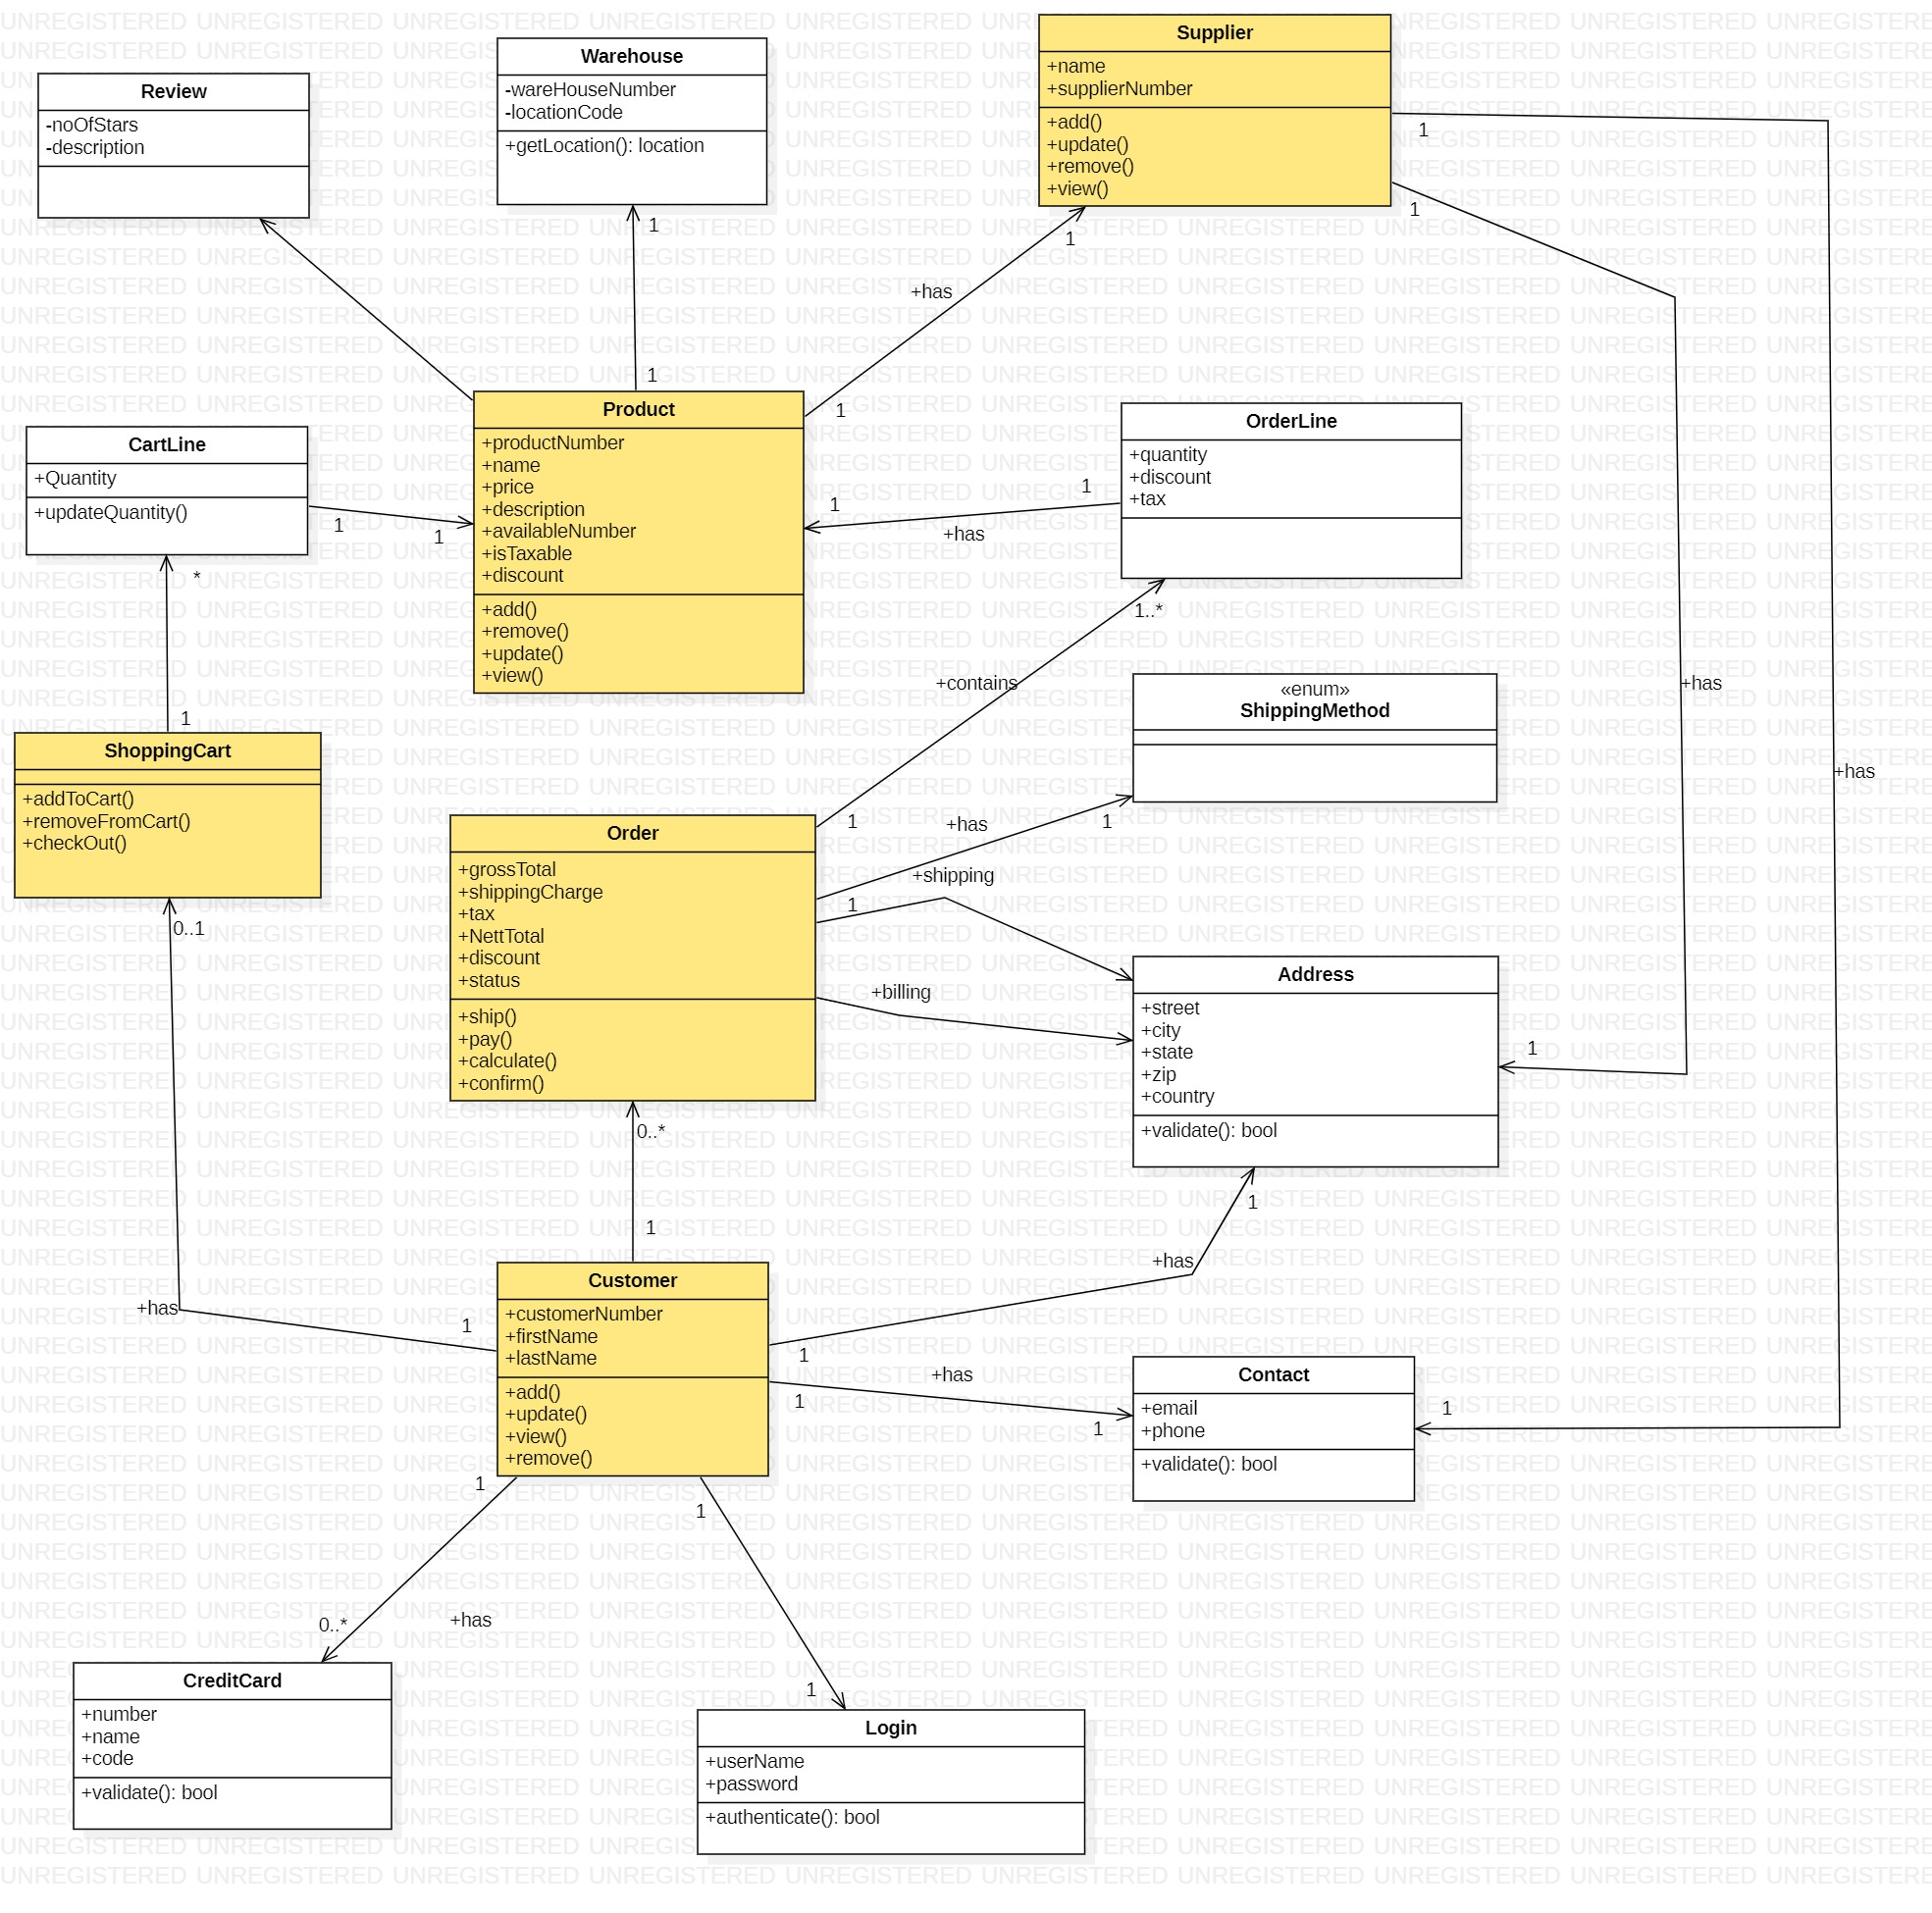 Review
-noOfStars
-description
Warehouse
-wareHouseNumber
-locationCode
+getLocation(): location
Supplier
+name
+supplierNumber
+add()
+update()
+remove()
+view()
1
1
1
1
+has
1
1
Product
+productNumber
+name
+price
+description
+availableNumber
+isTaxable
+discount
+add()
+remove()
+update()
+view()
CartLine
+Quantity
+updateQuantity()
1
1
*
1
OrderLine
+quantity
+discount
+tax
1
1
+has
1..*
+contains
1
«enum»
ShippingMethod
+has
1
+has
+has
ShoppingCart
+addToCart()
+removeFromCart()
+checkOut()
0..1
Order
+grossTotal
+shippingCharge
+tax
+NettTotal
+discount
+status
+ship()
+pay()
+calculate()
+confirm()
+shipping
1
+billing
Address
+street
+city
+state
+zip
+country
+validate(): bool
1
1
0..*
1
+has
1
+has
Customer
+customerNumber
+firstName
+lastName
+add()
+update()
+view()
+remove()
1
+has
1
1
Contact
+email
+phone
+validate(): bool
1
1
1
0..*
+has
1
CreditCard
+number
+name
+code
+validate(): bool
Login
+userName
+password
+authenticate(): bool
UNREGISTERED